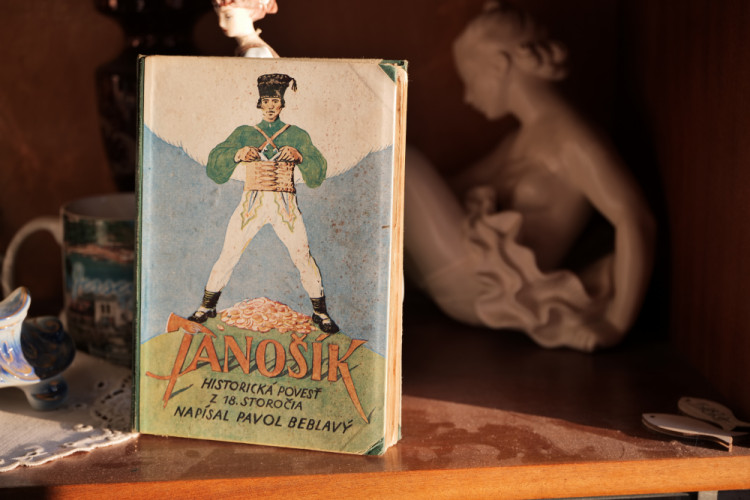 JÁNOŠÍK
HISTORICKÁ POVESŤ
Z 18. STOROČIA
NAPÍSAL PAVOL BEBLAVÝ